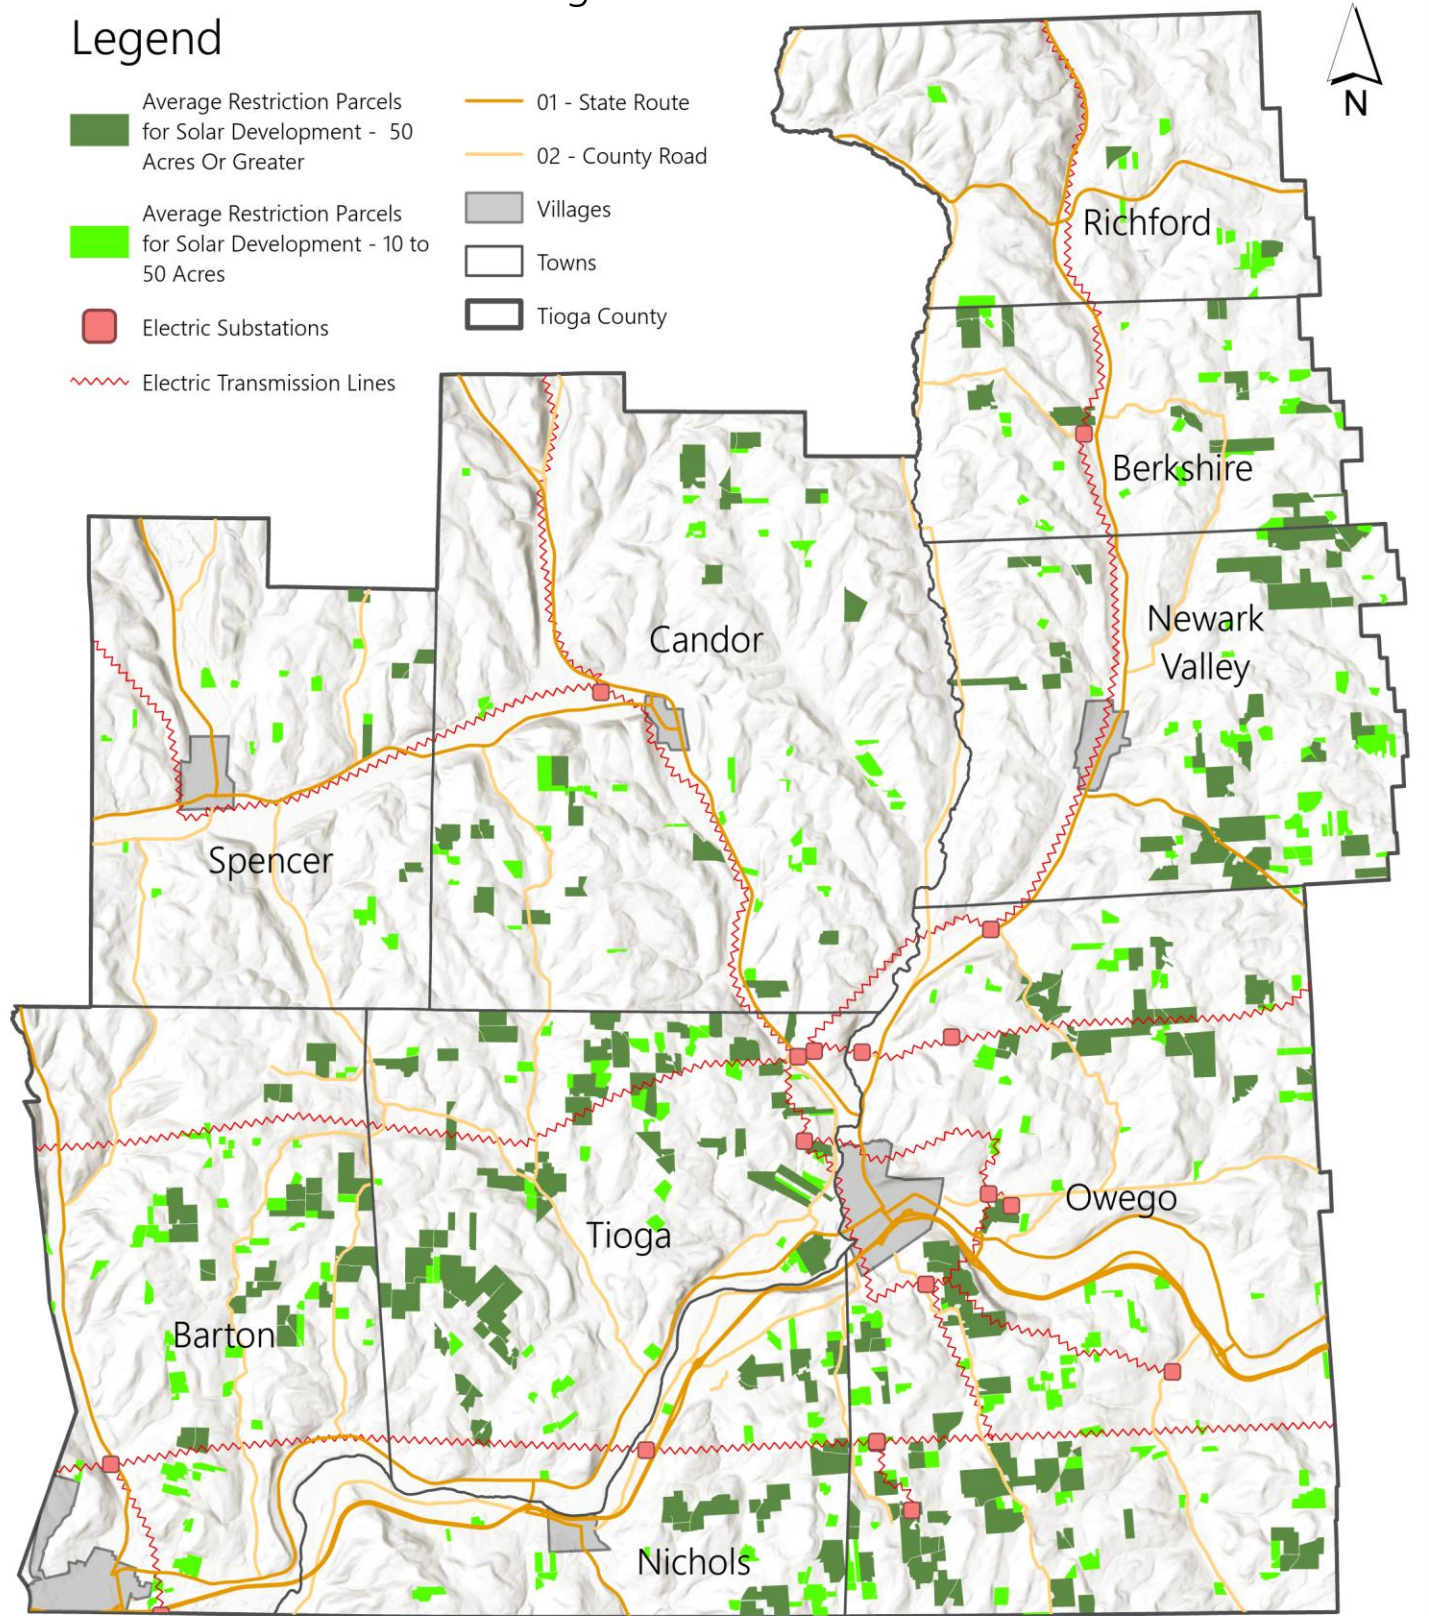 Legend
Average Restriction Parcels
for Solar Development - 50
Acres Or Greater
Average Restriction Parcels
for Solar Development - 10 to
50 Acres
Electric Substations
Electric Transmission Lines
01 - State Route
02 - County Road
Villages
Towns
Tioga County
N
Richford
Berkshire
Newark
Valley
Candor
Spencer
Owego
Tioga
Barton
Nichols